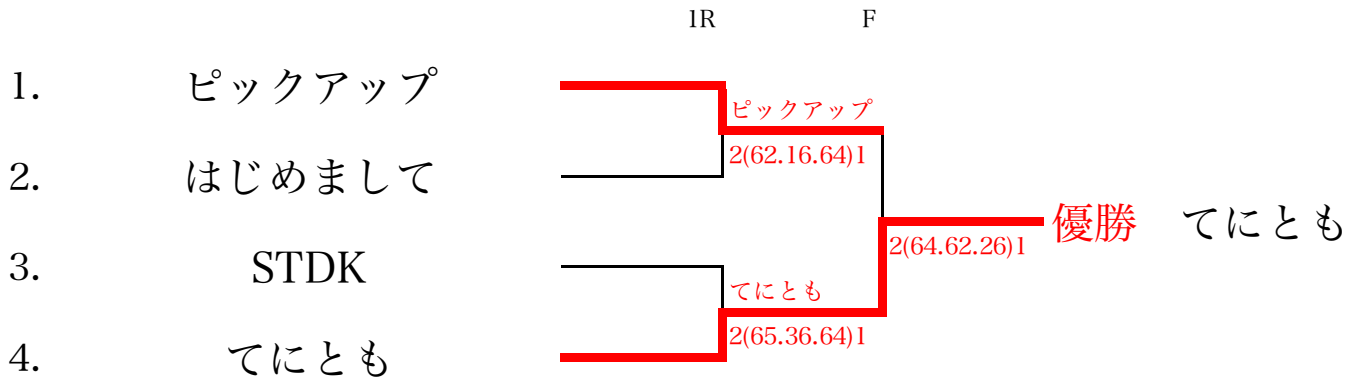 1R F
1. ピックアップ
ピックアップ
2(62.16.64)1
2. はじめまして
優勝 てにとも
2(64.62.26)1
3. STDK
てにとも
2(65.36.64)1
4. てにとも